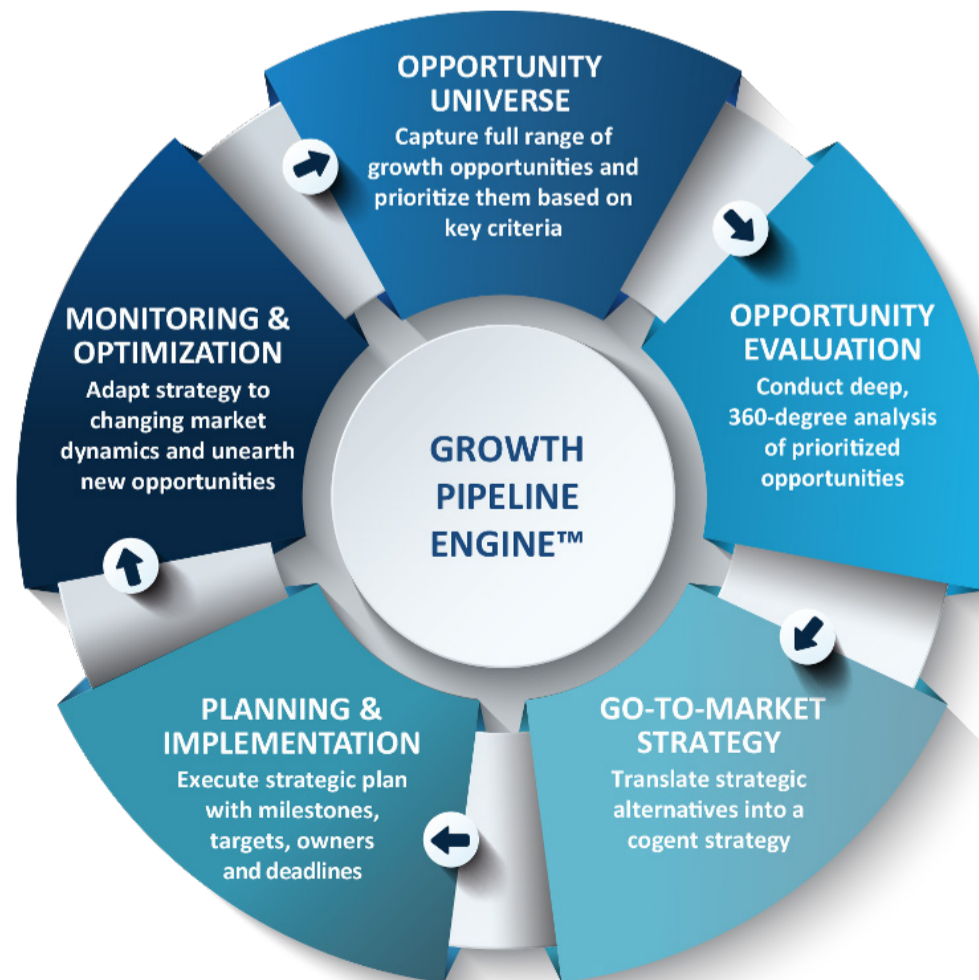 OPPORTUNITY
UNIVERSE
Capture full range of
growth opportunities and
prioritize them based on
key criteria
OPPORTUNITY
EVALUATION
Conduct deep,
360-degree analysis
of prioritized
opportunities
GO-TO-MARKET
STRATEGY
Translate strategic
alternatives into a
cogent strategy
PLANNING &
IMPLEMENTATION
Execute strategic plan
with milestones,
targets, owners
and deadlines
MONITORING &
OPTIMIZATION
Adapt strategy to
changing market
dynamics and unearth
new opportunities
GROWTH
PIPELINE
ENGINE™